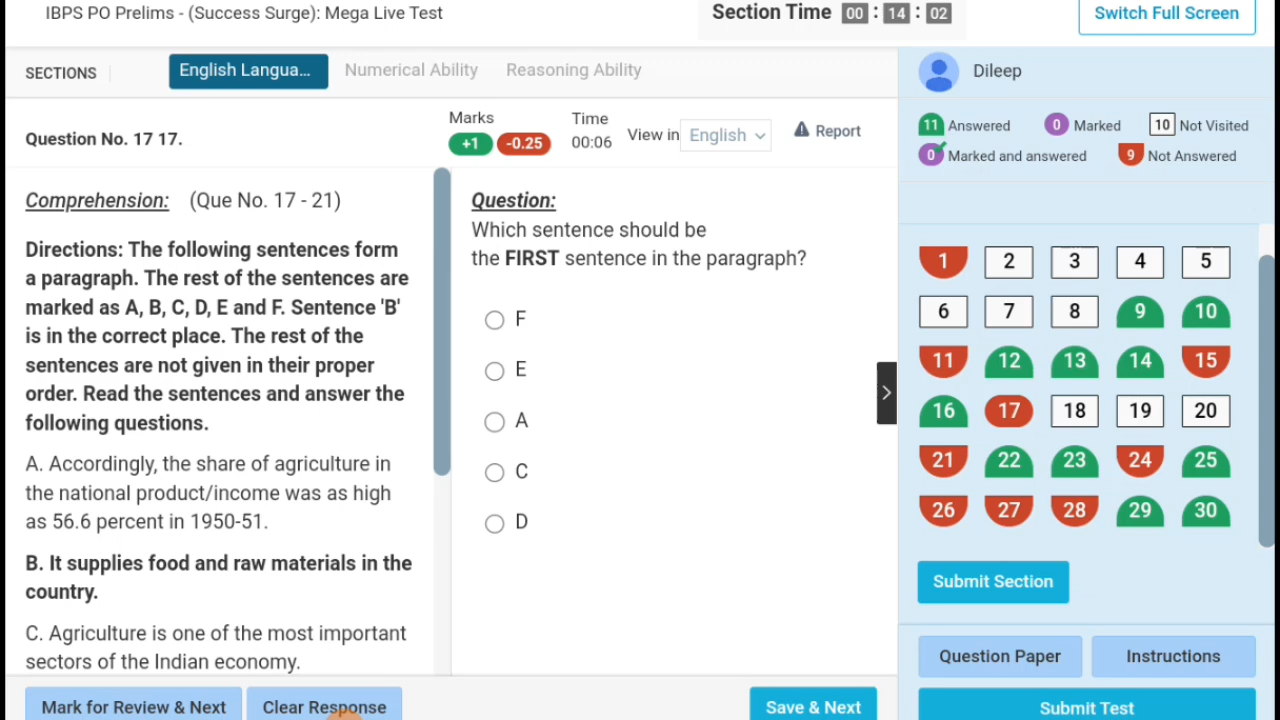 IBPS PO Prelims - (Success Surge): Mega Live Test
Section Time 00 : 14 : 02
Switch Full Screen
SECTIONS
English Langua...
Numerical Ability
Reasoning Ability
Dileep
Question No. 17 17.
Marks
+1 -0.25
Time
00:06
View in English
Report
11 Answered
0 Marked
10 Not Visited
0 Marked and answered
9 Not Answered
Comprehension: (Que No. 17 - 21)
Directions: The following sentences form
a paragraph. The rest of the sentences are
marked as A, B, C, D, E and F. Sentence 'B'
is in the correct place. The rest of the
sentences are not given in their proper
order. Read the sentences and answer the
following questions.
A. Accordingly, the share of agriculture in
the national product/income was as high
as 56.6 percent in 1950-51.
B. It supplies food and raw materials in the
country.
C. Agriculture is one of the most important
sectors of the Indian economy.
Question:
Which sentence should be
the FIRST sentence in the paragraph?
F
E
A
C
D
1 2 3 4 5
6 7 8 9 10
11 12 13 14 15
16 17 18 19 20
21 22 23 24 25
26 27 28 29 30
Submit Section
Question Paper
Instructions
Mark for Review & Next
Clear Response
Save & Next
Submit Test